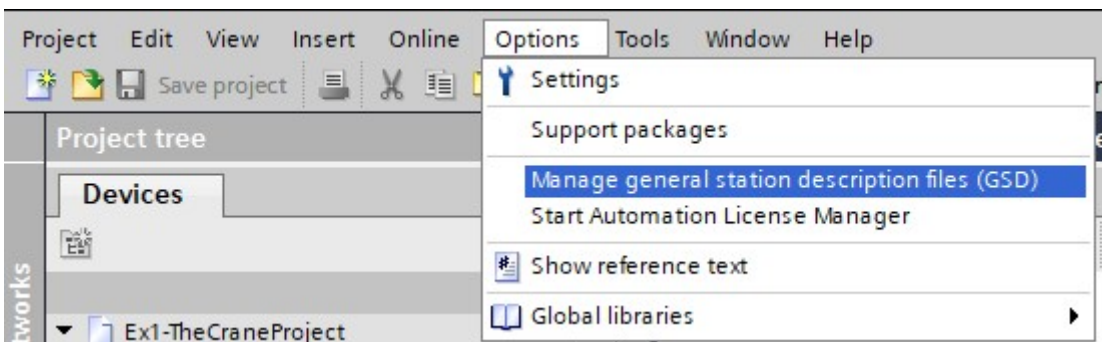 Project Edit View Insert Online Options Tools Window Help
Save project
Settings
Support packages
Project tree
Manage general station description files (GSD)
Devices
Start Automation License Manager
Show reference text
Global libraries
Ex1-TheCraneProject